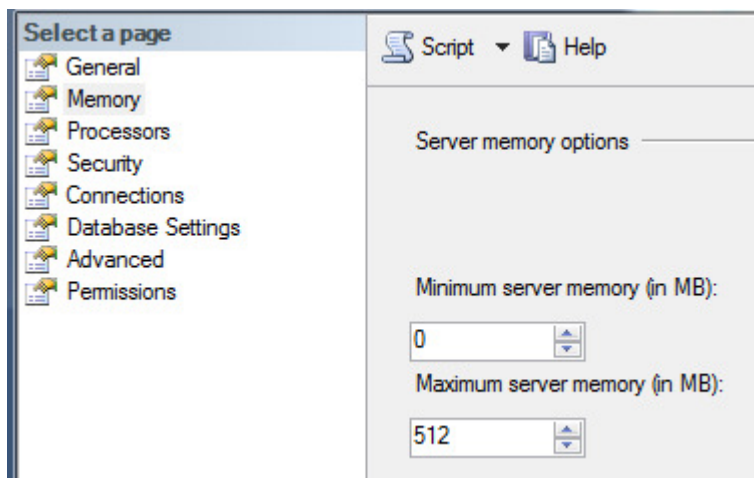 Select a page
General
Memory
Processors
Security
Connections
Database Settings
Advanced
Permissions
Script
Help
Server memory options
Minimum server memory (in MB):
0
Maximum server memory (in MB):
512